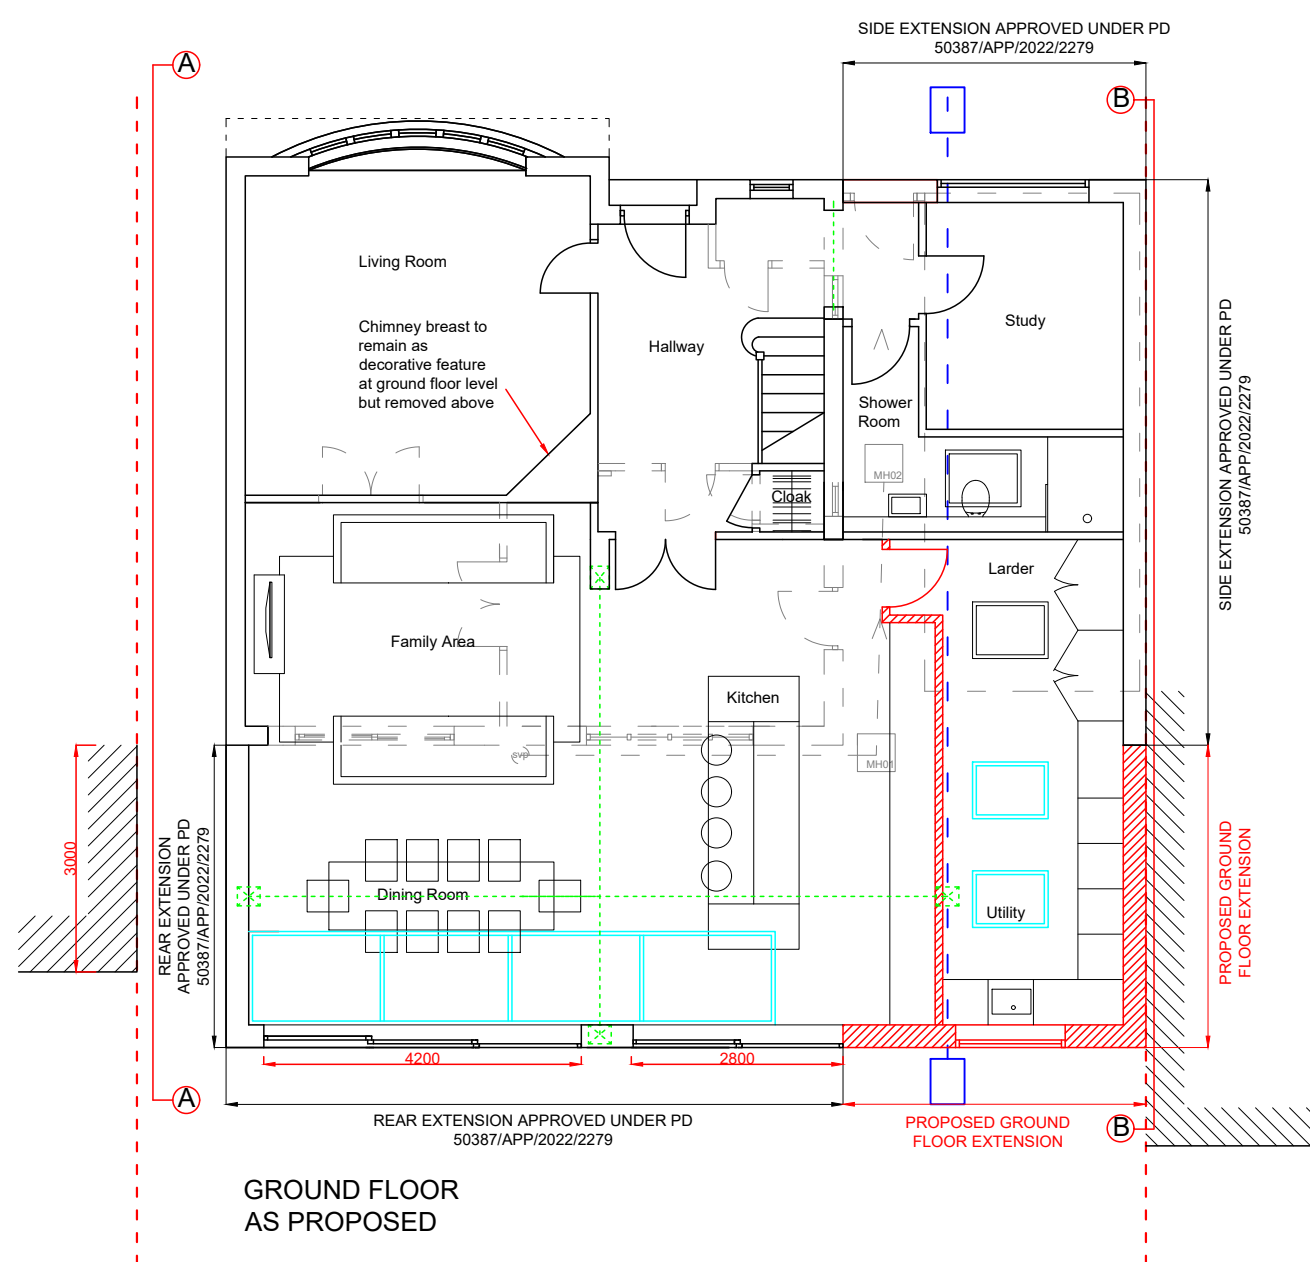 SIDE EXTENSION APPROVED UNDER PD
50387/APP/2022/2279
A
B
Living Room
Chimney breast to
remain as
decorative feature
at ground floor level
but removed above
Hallway
Study
Shower
Room
MH02
Cloak
SIDE EXTENSION APPROVED UNDER PD
50387/APP/2022/2279
Larder
Family Area
Kitchen
svp
MH01
3000
REAR EXTENSION
APPROVED UNDER PD
50387/APP/2022/2279
Dining Room
Utility
PROPOSED GROUND
FLOOR EXTENSION
4200
2800
A
B
REAR EXTENSION APPROVED UNDER PD
50387/APP/2022/2279
PROPOSED GROUND
FLOOR EXTENSION
GROUND FLOOR
AS PROPOSED